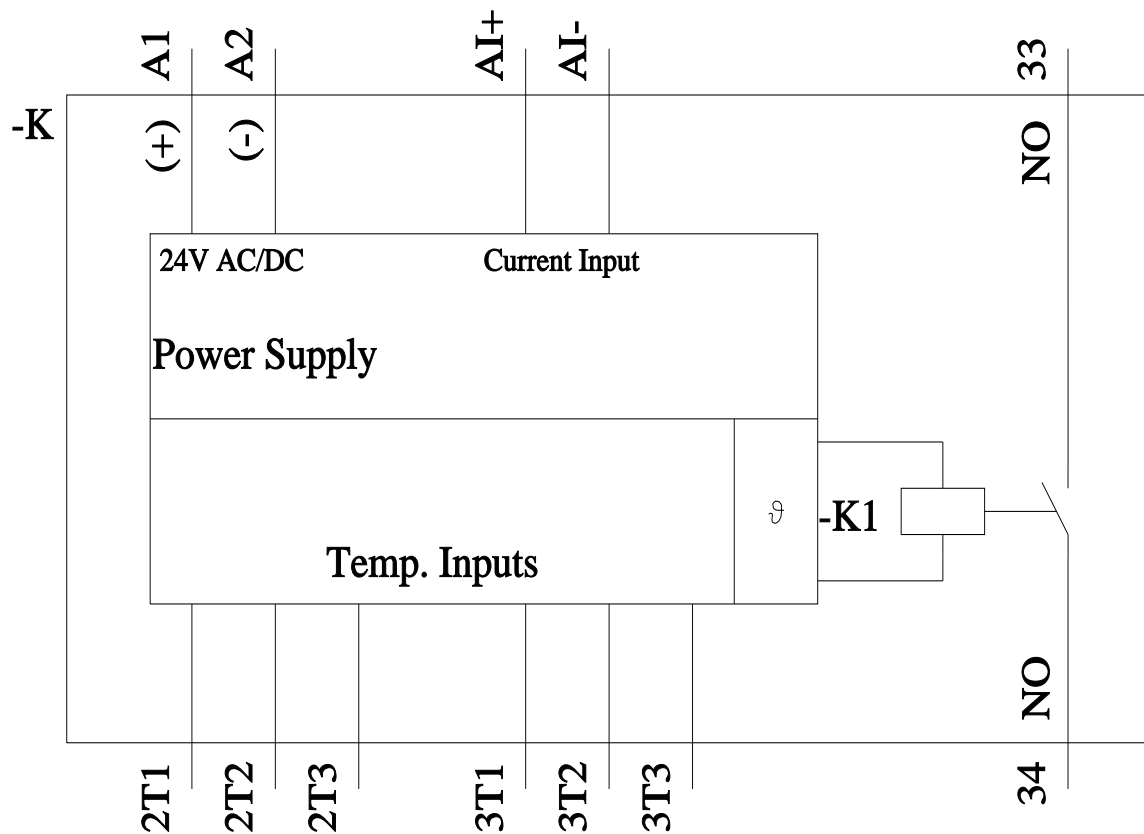 A1
A2
AI+
AI-
33
-K
(+)
(-)
NO
24V AC/DC
Current Input
Power Supply
ϑ
-K1
Temp. Inputs
NO
2T1
2T2
2T3
3T1
3T2
3T3
34